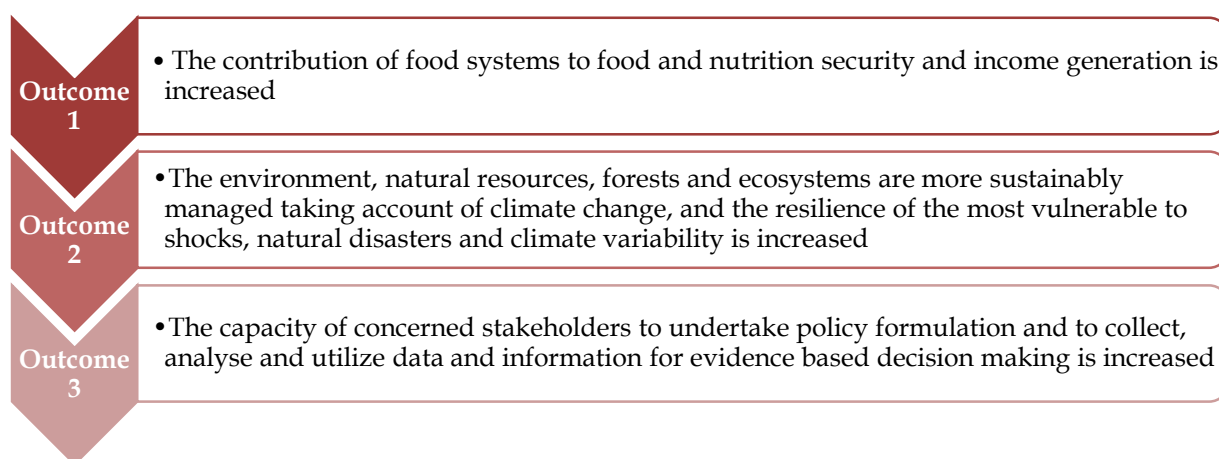 Outcome
1
• The contribution of food systems to food and nutrition security and income generation is
increased
Outcome
2
•The environment, natural resources, forests and ecosystems are more sustainably
managed taking account of climate change, and the resilience of the most vulnerable to
shocks, natural disasters and climate variability is increased
Outcome
3
•The capacity of concerned stakeholders to undertake policy formulation and to collect,
analyse and utilize data and information for evidence based decision making is increased